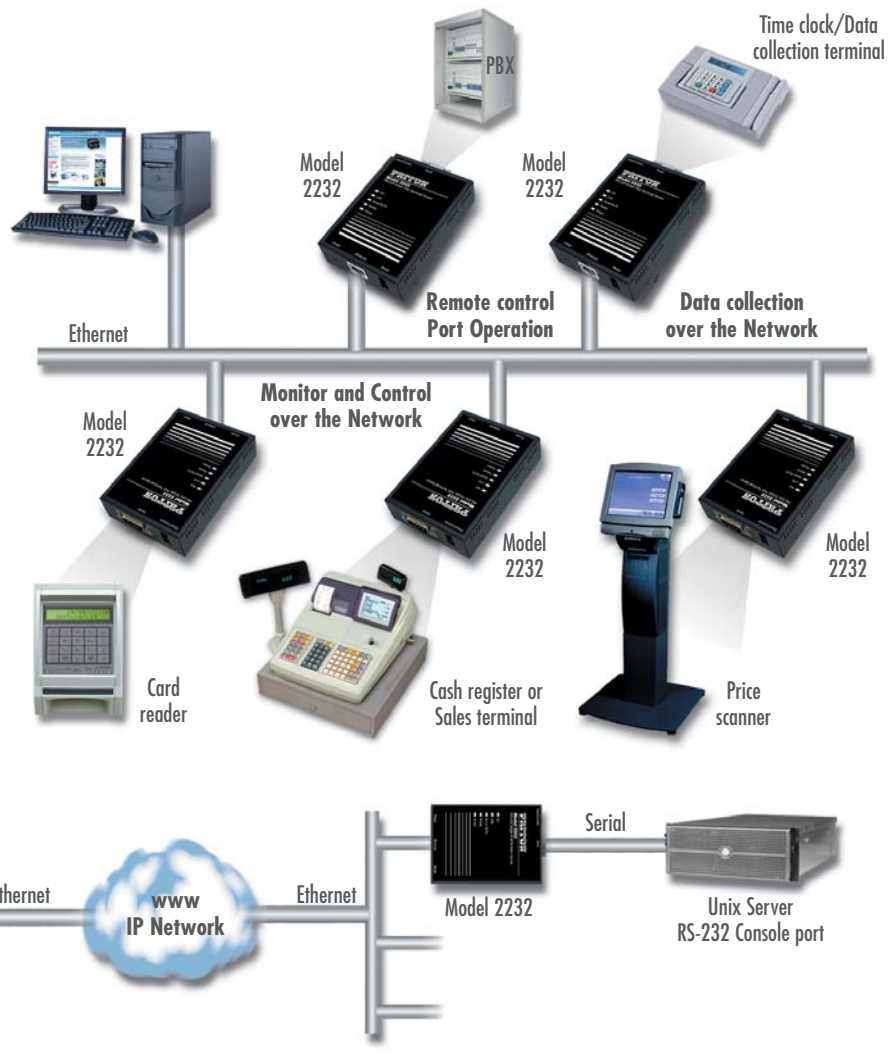 PBX
Time clock/Data
collection terminal
Model
2232
Model
2232
Remote control
Port Operation
Data collection
over the Network
Ethernet
Monitor and Control
over the Network
Model
2232
Model
2232
Model
2232
Card
reader
Cash register or
Sales terminal
Price
scanner
thernet
www
IP Network
Ethernet
Model 2232
Serial
Unix Server
RS-232 Console port